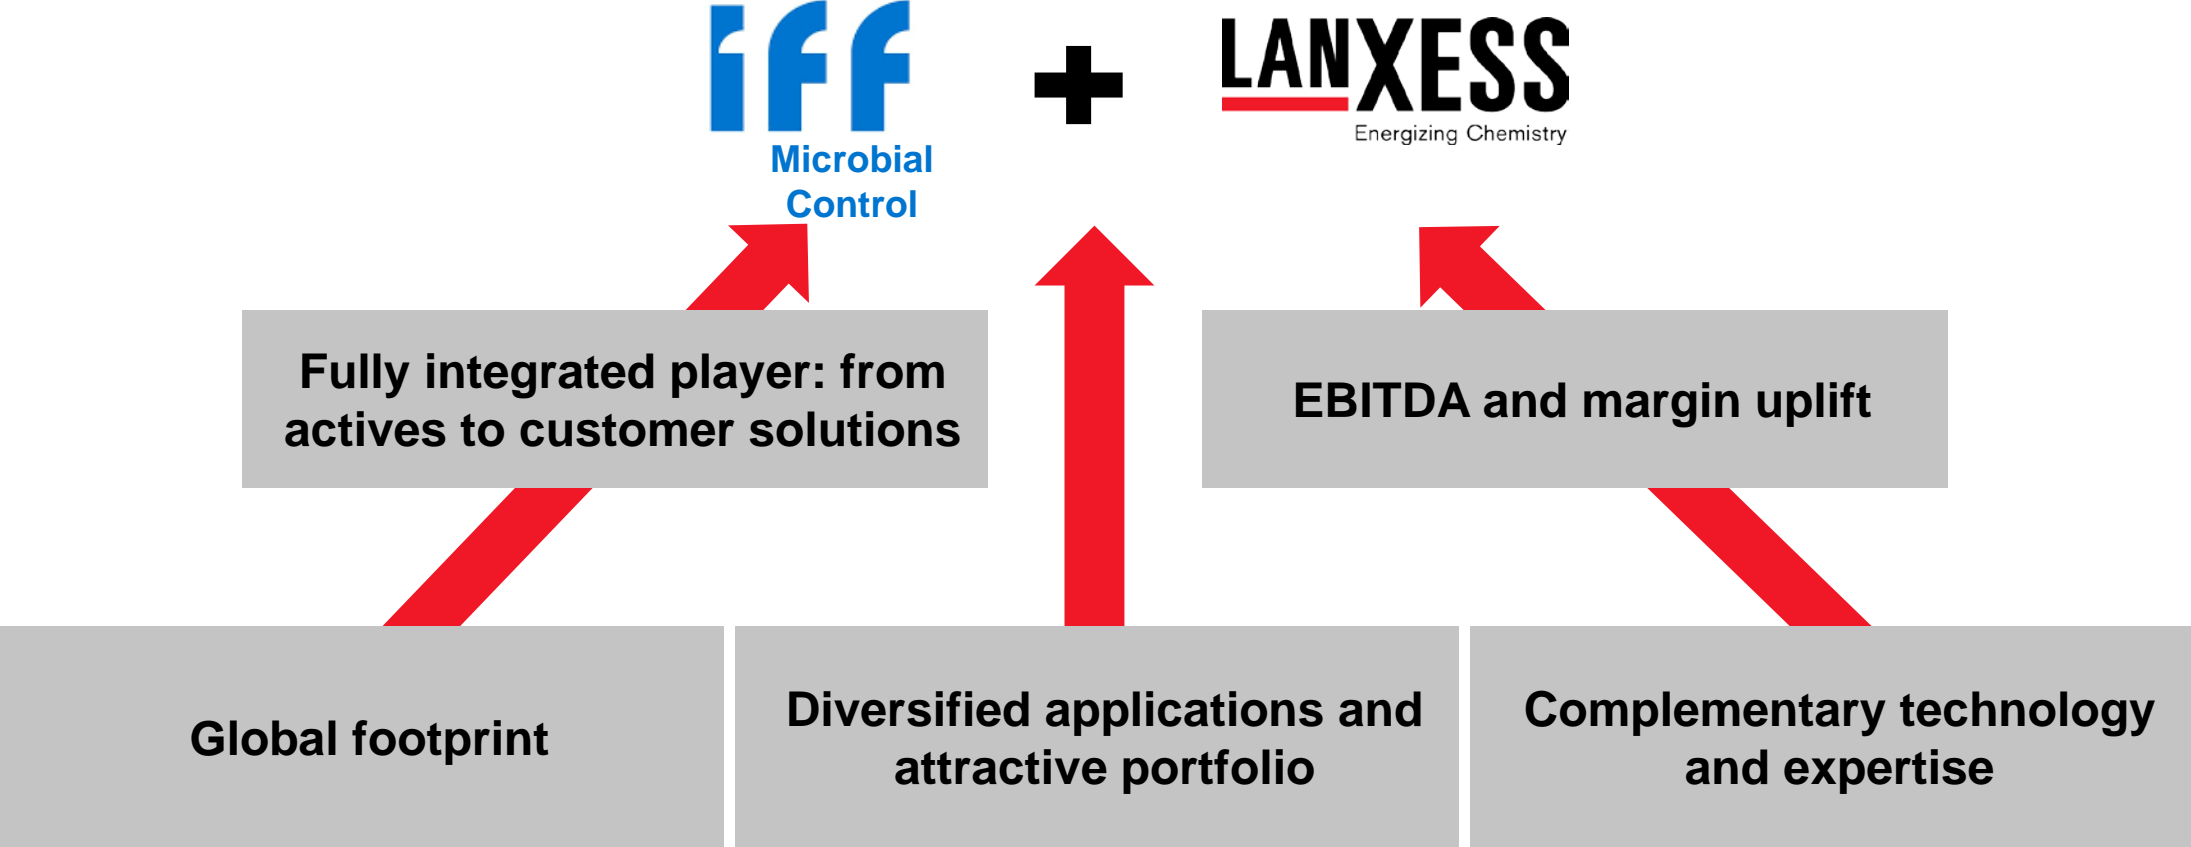 iff
Microbial
Control
+
LANXESS
Energizing Chemistry
Fully integrated player: from
actives to customer solutions
EBITDA and margin uplift
Global footprint
Diversified applications and
attractive portfolio
Complementary technology
and expertise